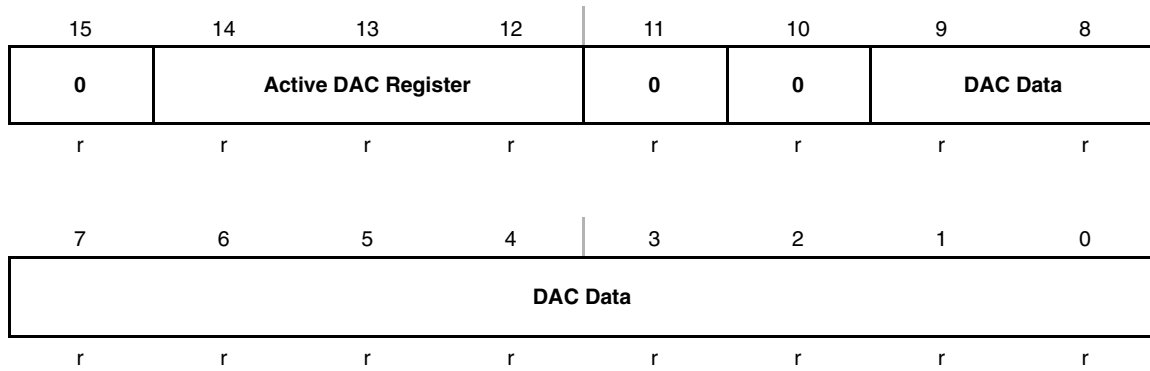 15 14 13 12 11 10 9 8
0 Active DAC Register 0 0 DAC Data
r r r r r r r r
7 6 5 4 3 2 1 0
DAC Data
r r r r r r r r